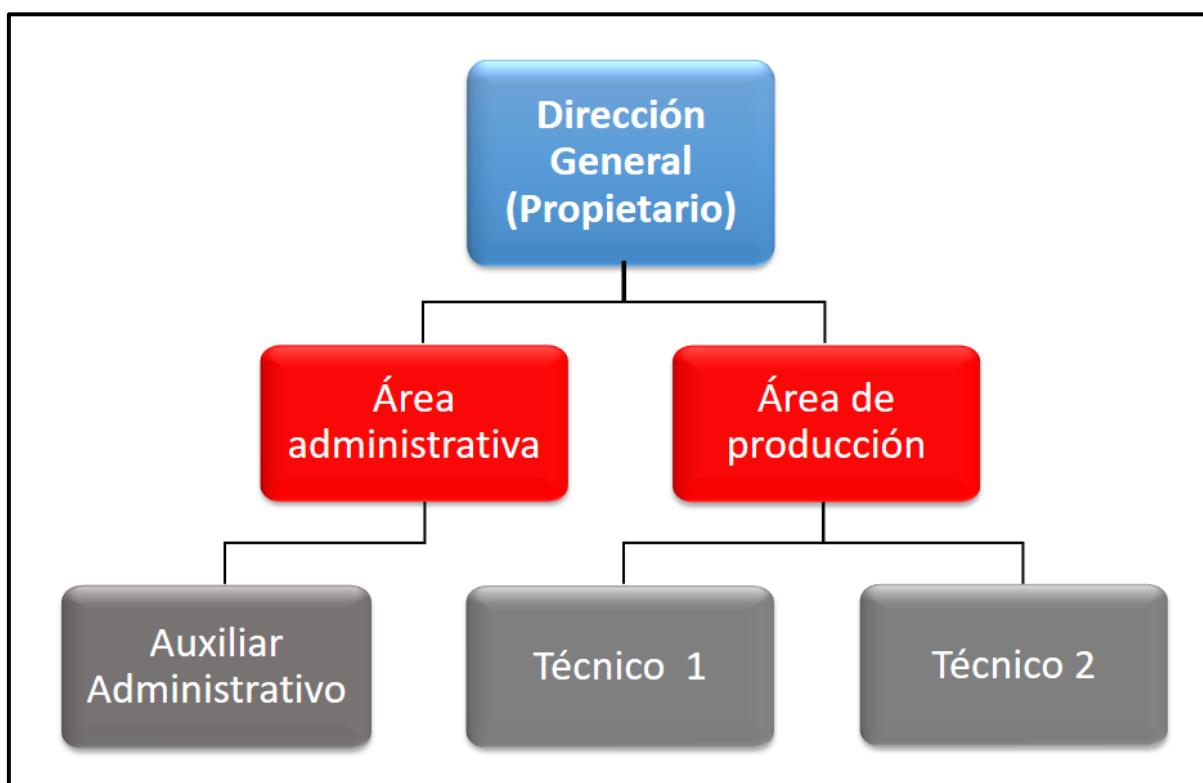 Dirección
General
(Propietario)
Área
administrativa
Área de
producción
Auxiliar
Administrativo
Técnico 1
Técnico 2